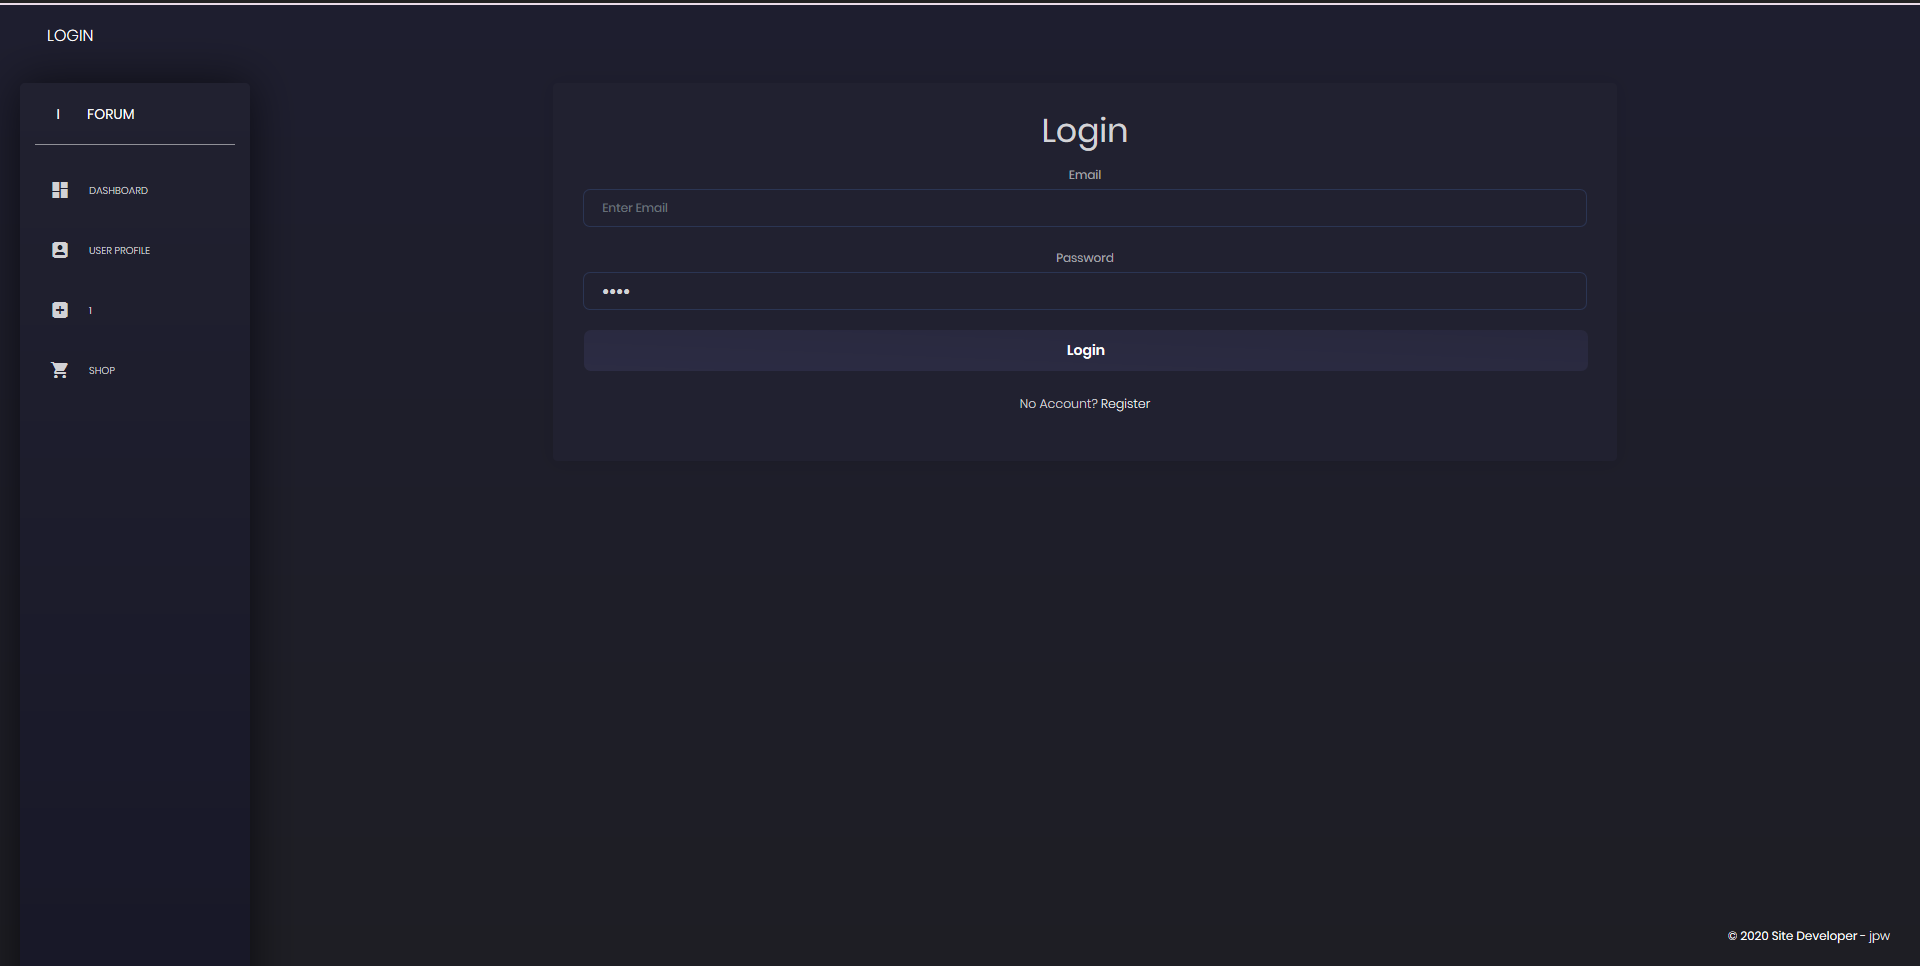 LOGIN
I FORUM
DASHBOARD
USER PROFILE
1
SHOP
Login
Email
Enter Email
Password
••••
Login
No Account? Register
© 2020 Site Developer - jpw